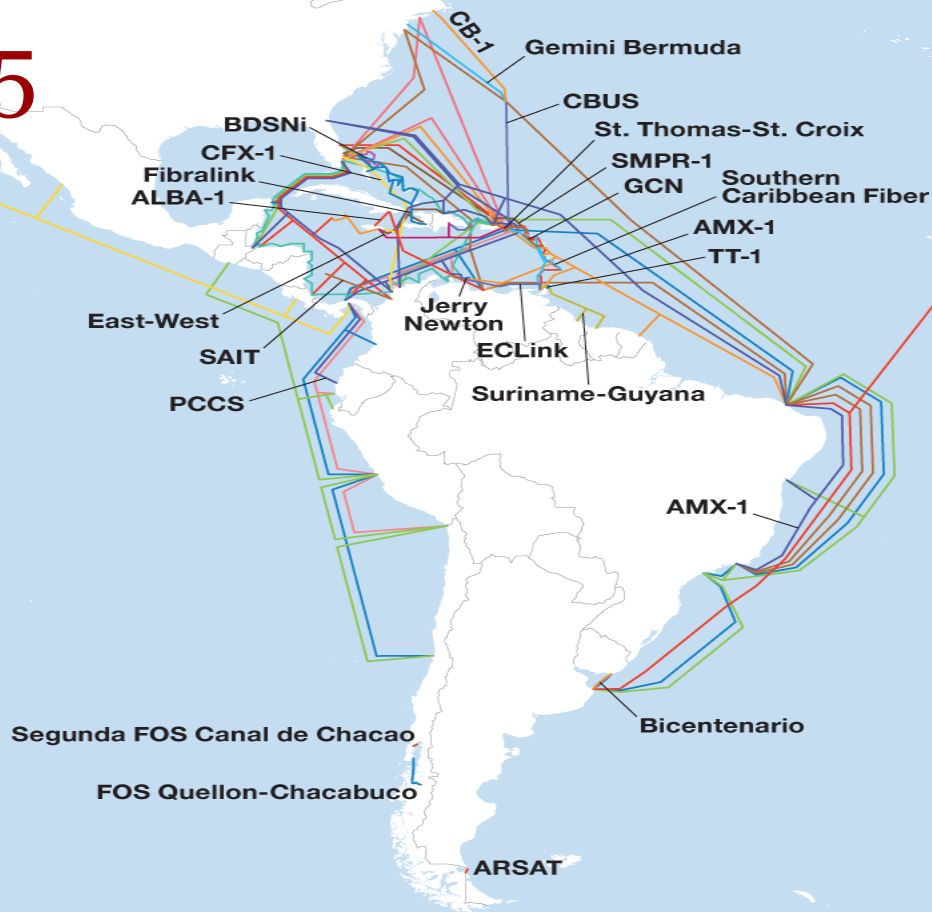 5
CB-1
Gemini Bermuda
CBUS
BDSNi
St. Thomas-St. Croix
CFX-1
SMPR-1
Fibralink
GCN
Southern
Caribbean Fiber
ALBA-1
AMX-1
TT-1
Jerry
Newton
East-West
ECLink
SAIT
Suriname-Guyana
PCCS
AMX-1
Bicentenario
Segunda FOS Canal de Chacao
FOS Quellon-Chacabuco
ARSAT